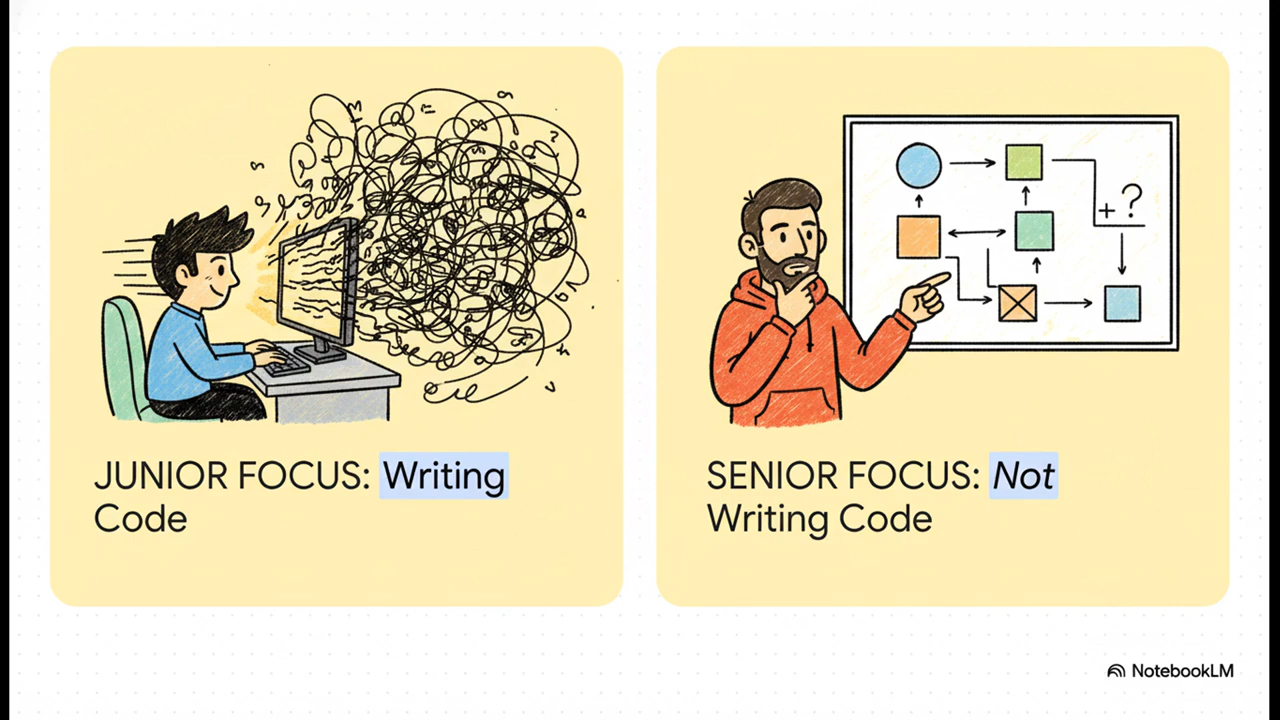 JUNIOR FOCUS: Writing
Code
SENIOR FOCUS: Not
Writing Code
+ ?
NotebookLM